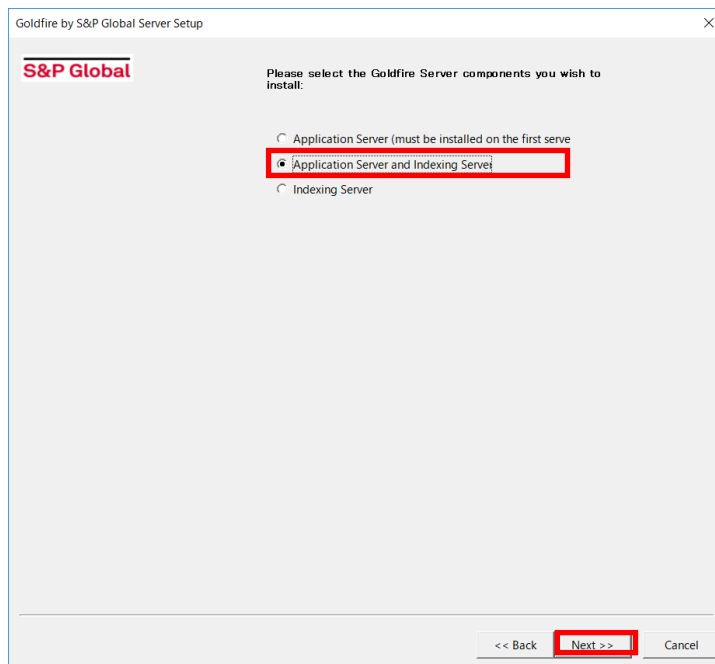 Goldfire by S&P Global Server Setup
S&P Global
Please select the Goldfire Server components you wish to
install:
Application Server (must be installed on the first serve
Application Server and Indexing Server
Indexing Server
<< Back
Next >>
Cancel